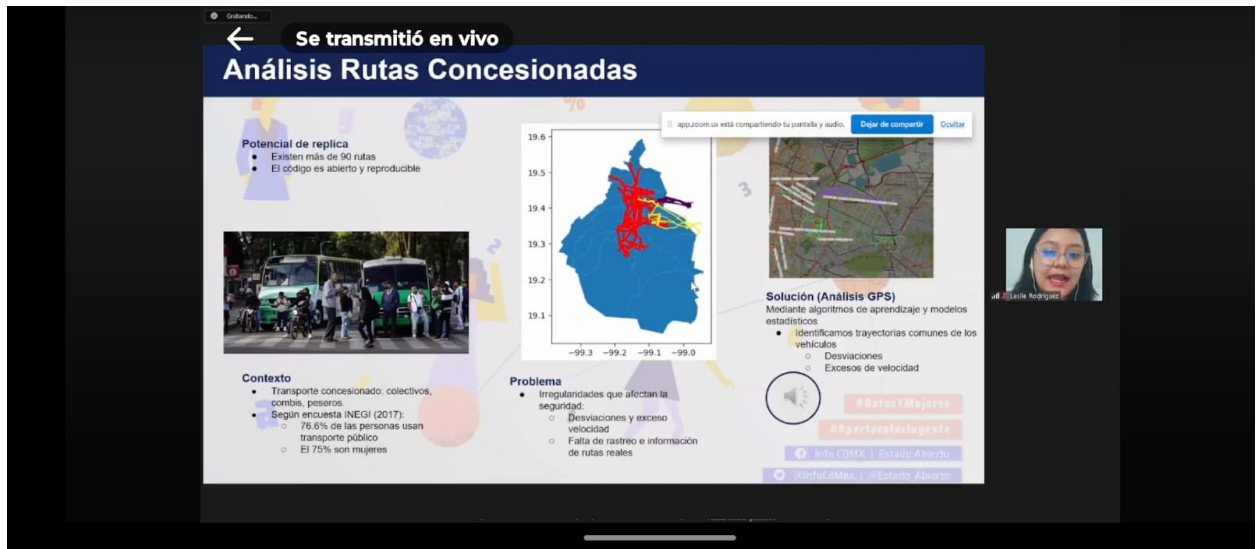 Grabando...
Se transmitió en vivo
Análisis Rutas Concesionadas
app.zoom.us está compartiendo tu pantalla y audio.
Dejar de compartir
Ocultar
Potencial de replica
● Existen más de 90 rutas
● El código es abierto y reproducible
Contexto
● Transporte concesionado: colectivos,
combis, peseros.
● Según encuesta INEGI (2017):
○ 76.6% de las personas usan
transporte público
○ El 75% son mujeres
19.6
19.5
19.4
19.3
19.2
19.1
−99.3 −99.2 −99.1 −99.0
Problema
● Irregularidades que afectan la
seguridad:
○ Desviaciones y exceso
velocidad
○ Falta de rastreo e información
de rutas reales
Solución (Análisis GPS)
Mediante algoritmos de aprendizaje y modelos
estadísticos
● Identificamos trayectorias comunes de los
vehículos
○ Desviaciones
○ Excesos de velocidad
#DatosYMujeres
#AperturaIncluyente
Info CDMX | Estado Abierto
@InfoCdMex | @Estado_Abierto
Leslie Rodriguez
%
g
3
2
a